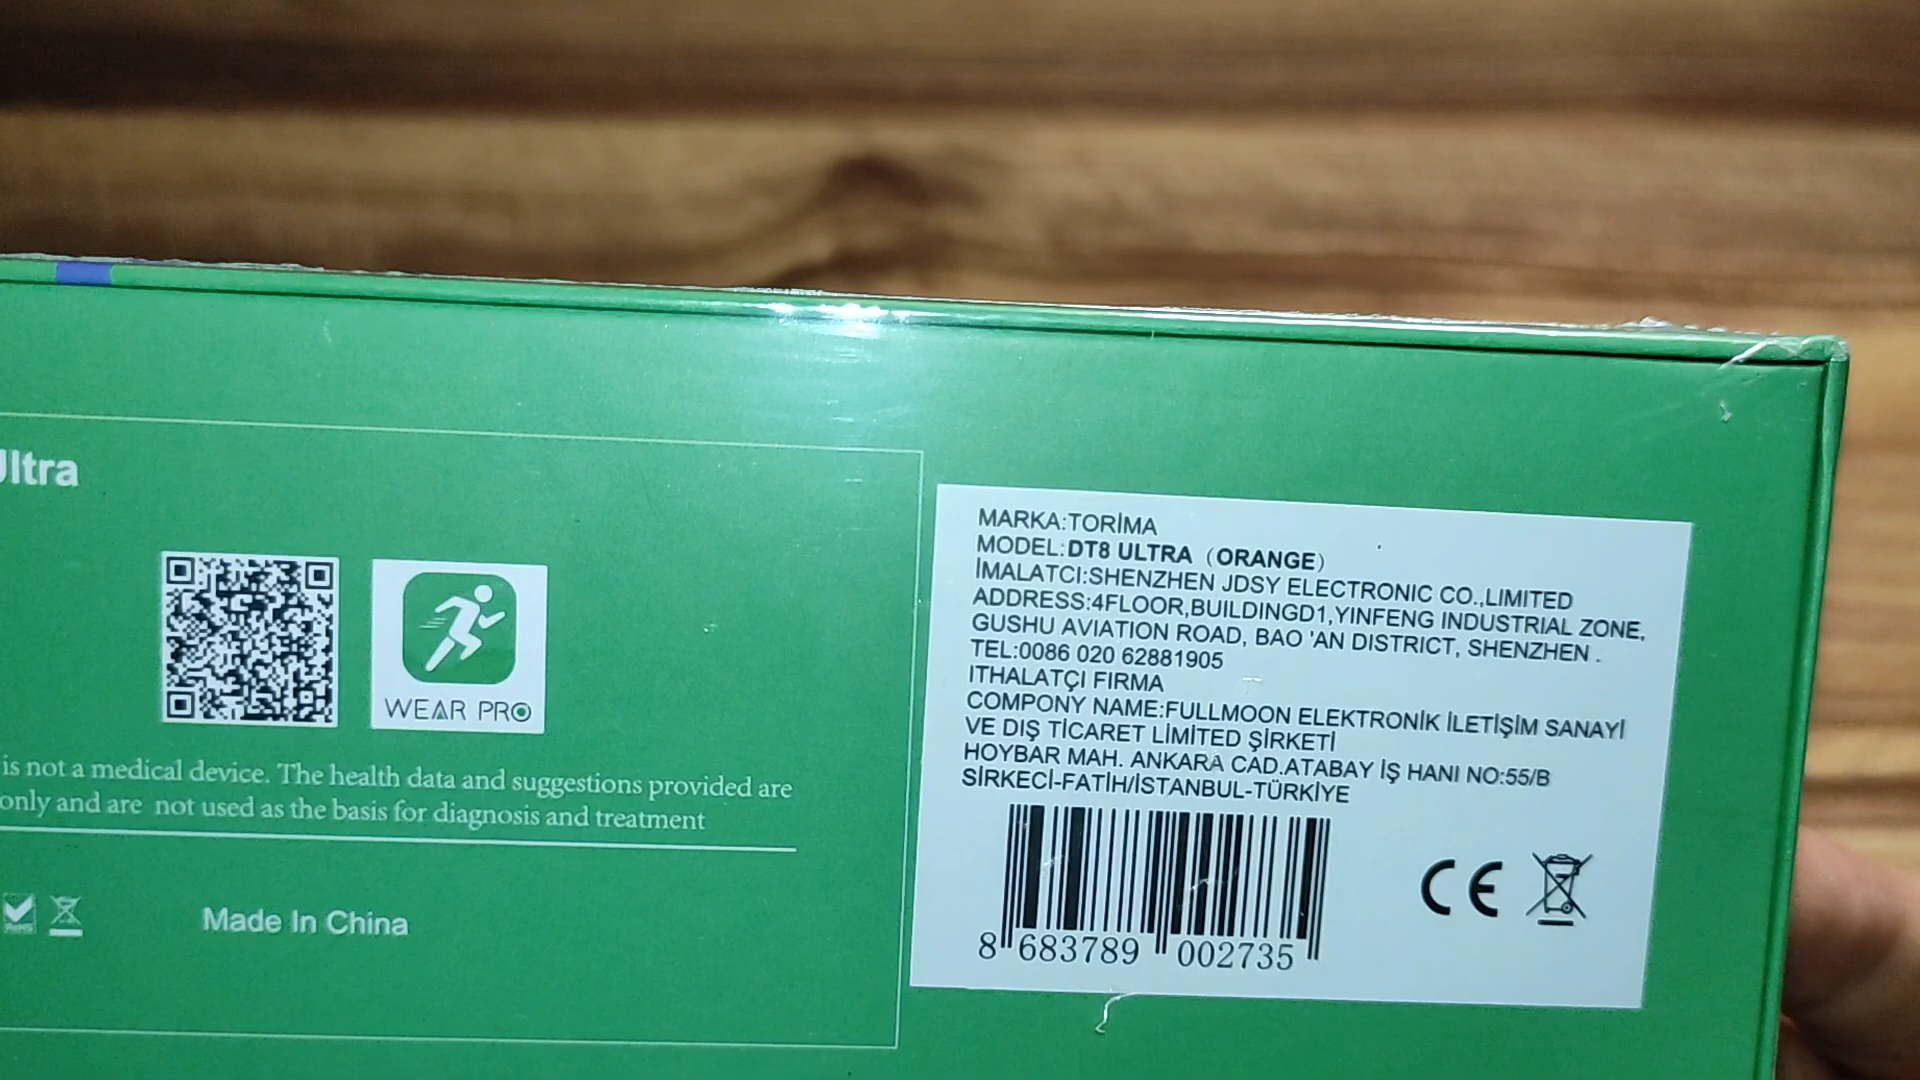 Ultra
WEAR PRO
is not a medical device. The health data and suggestions provided are
only and are not used as the basis for diagnosis and treatment
RoHS
Made In China
MARKA:TORİMA
MODEL:DT8 ULTRA (ORANGE)
İMALATCI:SHENZHEN JDSY ELECTRONIC CO.,LIMITED
ADDRESS:4FLOOR,BUILDINGD1,YINFENG INDUSTRIAL ZONE,
GUSHU AVIATION ROAD, BAO 'AN DISTRICT, SHENZHEN .
TEL:0086 020 62881905
ITHALATÇI FIRMA
COMPONY NAME:FULLMOON ELEKTRONİK İLETİŞİM SANAYİ
VE DIŞ TİCARET LİMİTED ŞİRKETİ
HOYBAR MAH. ANKARA CAD.ATABAY İŞ HANI NO:55/B
SİRKECİ-FATİH/İSTANBUL-TÜRKİYE
CE
8 683789 002735